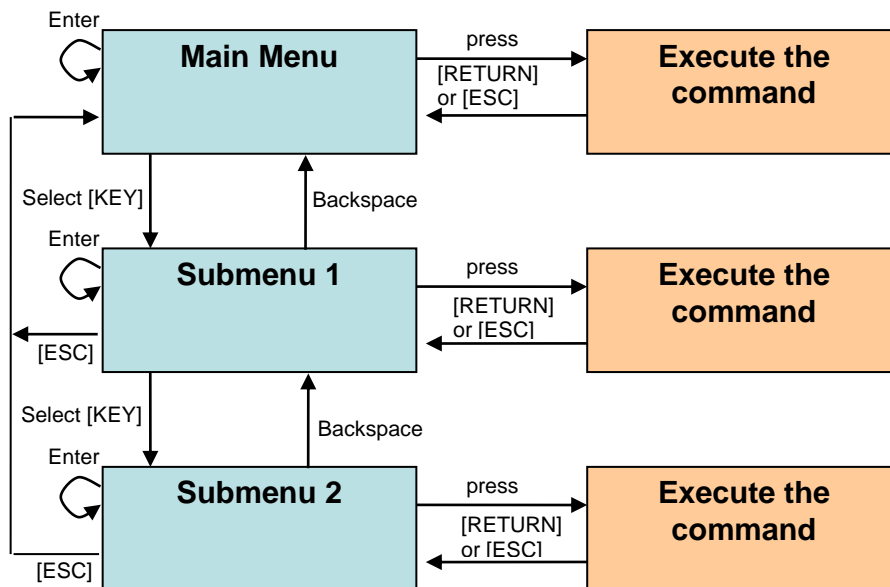 Enter
Main Menu
press
[RETURN]
or [ESC]
Execute the
command
Select [KEY]
Backspace
Enter
Submenu 1
press
[RETURN]
or [ESC]
Execute the
command
[ESC]
Select [KEY]
Backspace
Enter
Submenu 2
press
[RETURN]
or [ESC]
Execute the
command
[ESC]